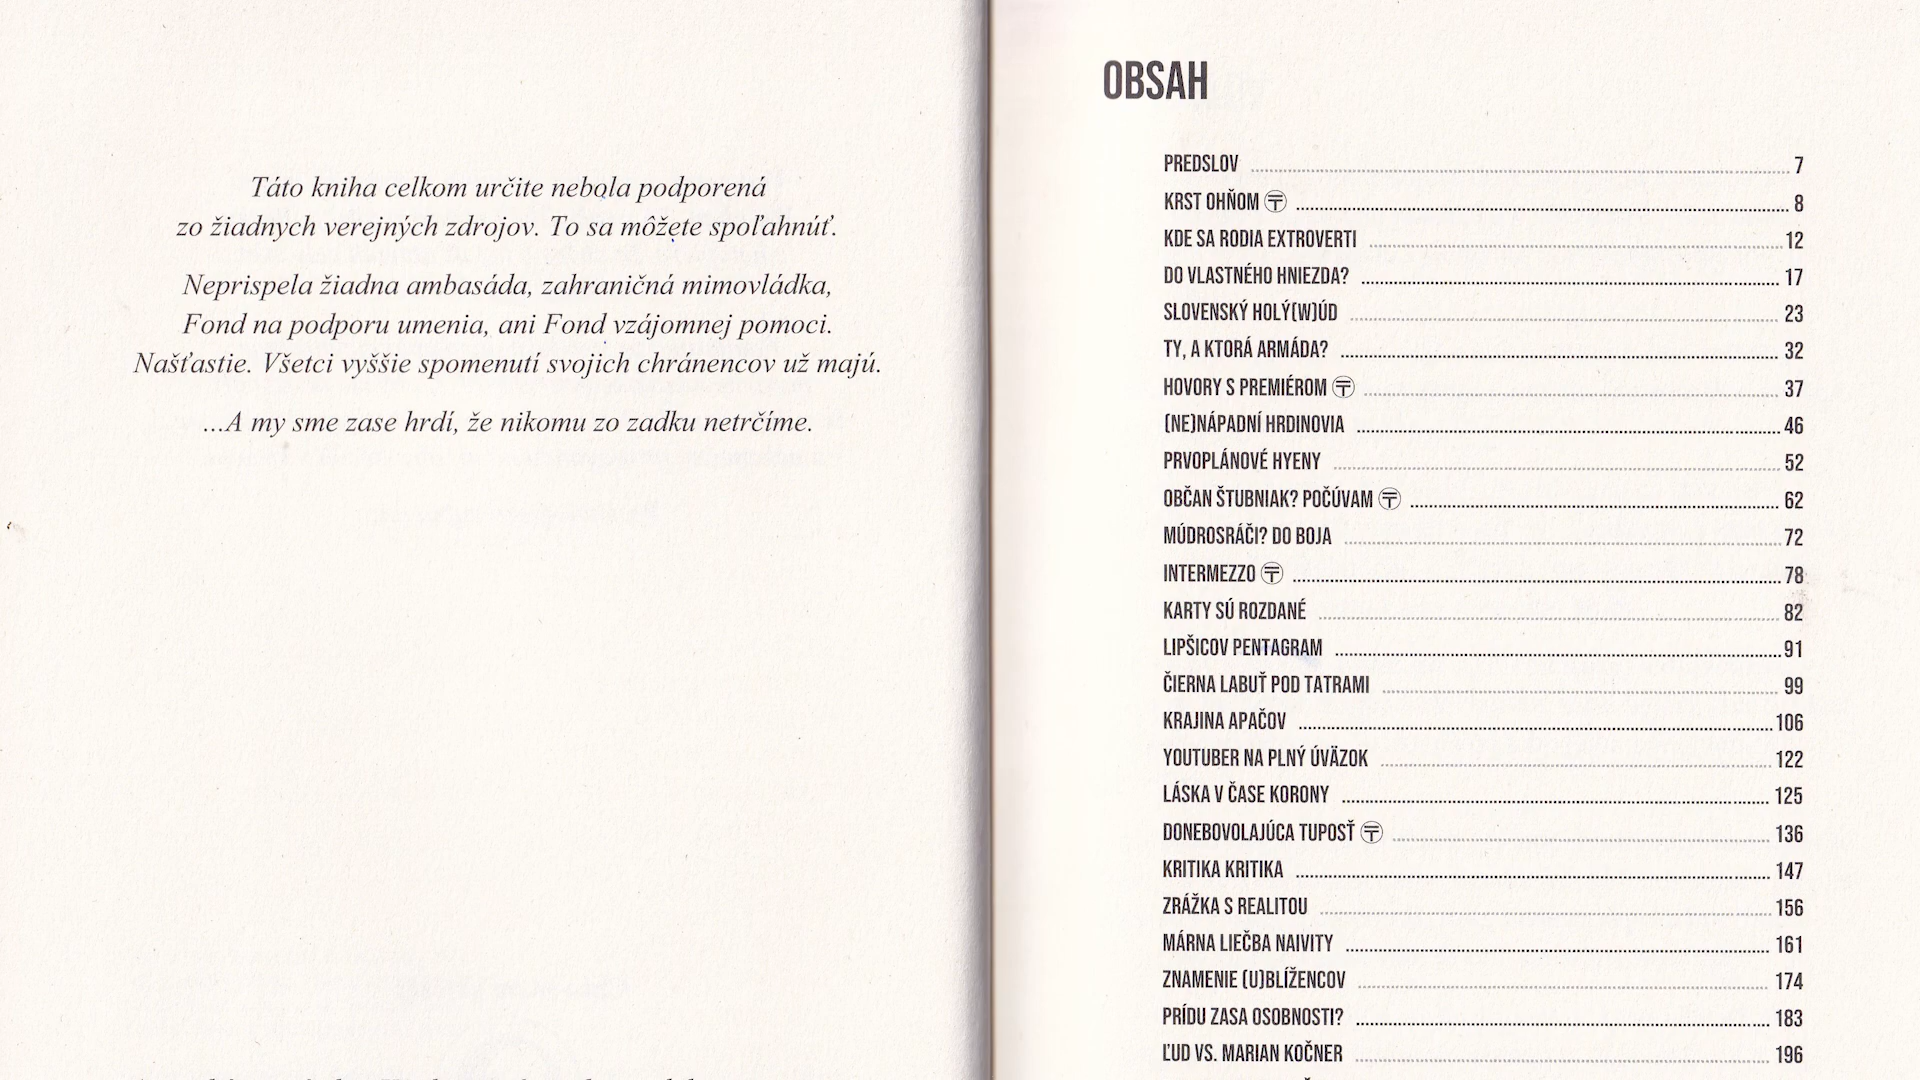 Táto kniha celkom určite nebola podporená
zo žiadnych verejných zdrojov. To sa môžete spoľahnúť.
Neprispela žiadna ambasáda, zahraničná mimovládka,
Fond na podporu umenia, ani Fond vzájomnej pomoci.
Našťastie. Všetci vyššie spomenutí svojich chránencov už majú.
...A my sme zase hrdí, že nikomu zo zadku netrčíme.
OBSAH
PREDSLOV 7
KRST OHŇOM 〶 8
KDE SA RODIA EXTROVERTI 12
DO VLASTNÉHO HNIEZDA? 17
SLOVENSKÝ HOLÝ(W)ÚD 23
TY, A KTORÁ ARMÁDA? 32
HOVORY S PREMIÉROM 〶 37
(NE)NÁPADNÍ HRDINOVIA 46
PRVOPLÁNOVÉ HYENY 52
OBČAN ŠTUBNIAK? POČÚVAM 〶 62
MÚDROSRÁČI? DO BOJA 72
INTERMEZZO 〶 78
KARTY SÚ ROZDANÉ 82
LIPŠICOV PENTAGRAM 91
ČIERNA LABUŤ POD TATRAMI 99
KRAJINA APAČOV 106
YOUTUBER NA PLNÝ ÚVÄZOK 122
LÁSKA V ČASE KORONY 125
DONEBOVOLAJÚCA TUPOSŤ 〶 136
KRITIKA KRITIKA 147
ZRÁŽKA S REALITOU 156
MÁRNA LIEČBA NAIVITY 161
ZNAMENIE (U)BLÍŽENCOV 174
PRÍDU ZASA OSOBNOSTI? 183
ĽUD VS. MARIAN KOČNER 196